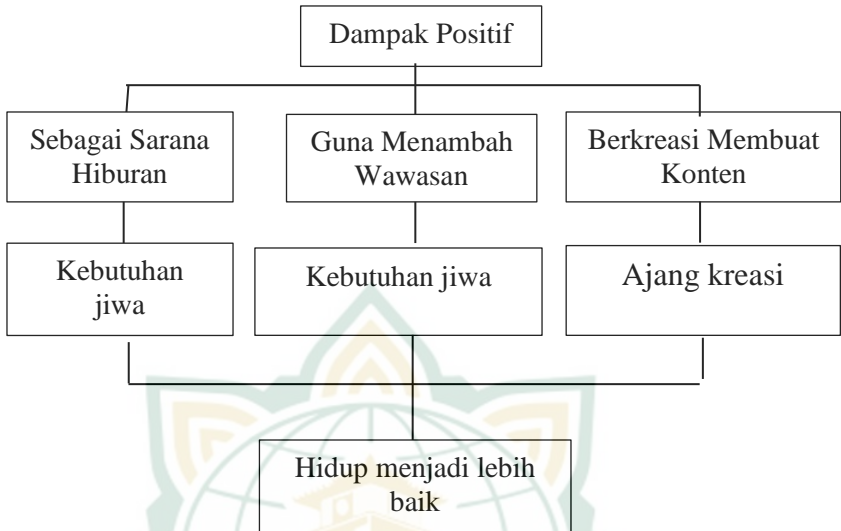 Dampak Positif
Sebagai Sarana
Hiburan
Guna Menambah
Wawasan
Berkreasi Membuat
Konten
Kebutuhan
jiwa
Kebutuhan jiwa
Ajang kreasi
Hidup menjadi lebih
baik